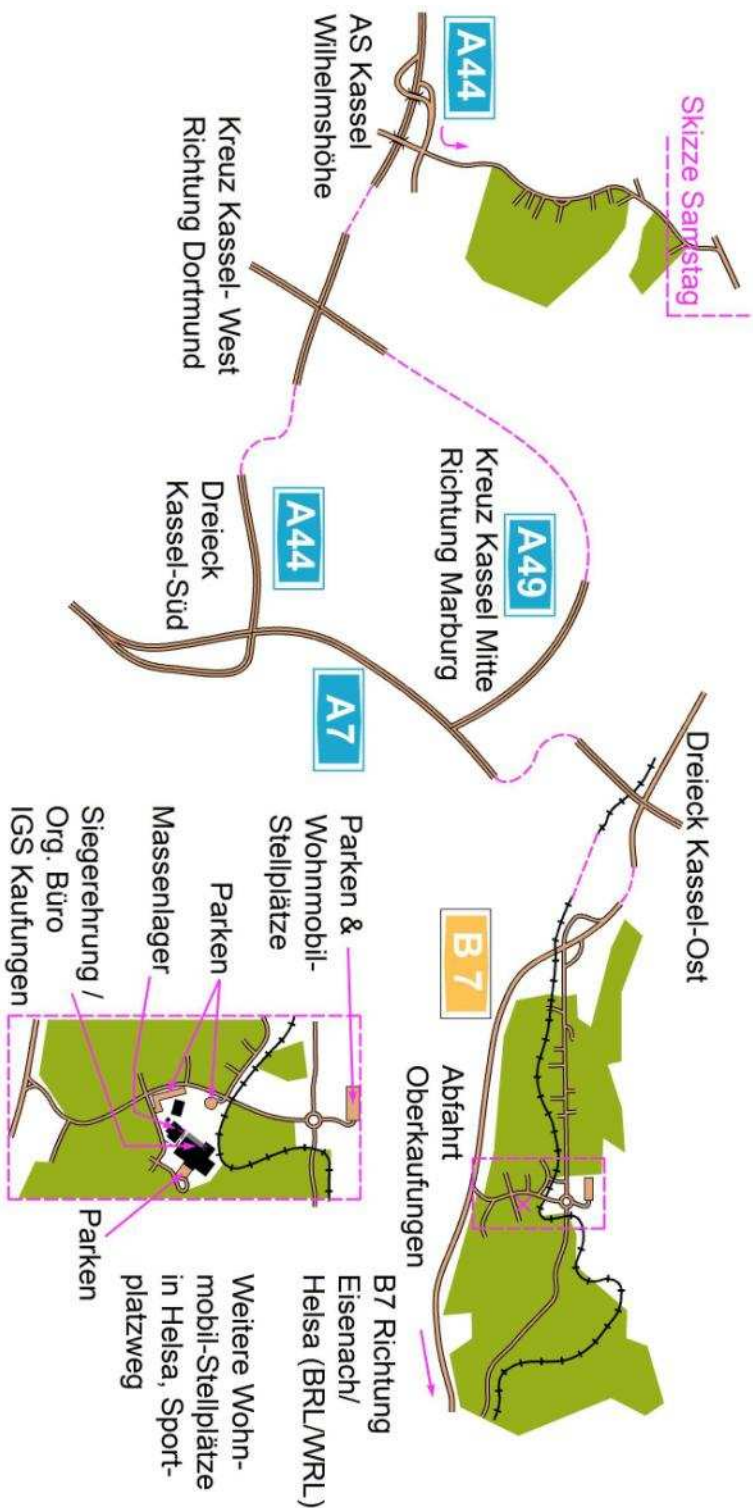 Skizze Samstag
A44
AS Kassel
Wilhelmshöhe
Kreuz Kassel- West
Richtung Dortmund
A49
Kreuz Kassel Mitte
Richtung Marburg
A44
Dreieck
Kassel-Süd
A7
Dreieck Kassel-Ost
B 7
Abfahrt
Oberkaufungen
B7 Richtung
Eisenach/
Helsa (BRL/WRL)
Parken &
Wohnmobil-
Stellplätze
Parken
Massenlager
Siegerehrung /
Org. Büro
IGS Kaufungen
Parken
Weitere Wohn-
mobil-Stellplätze
in Helsa, Sport-
platzweg